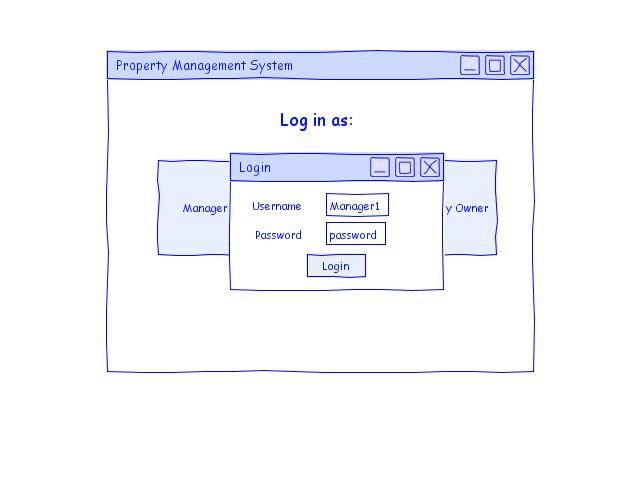 Property Management System
Log in as:
Login
Username Manager1
Manager
y Owner
Password password
Login